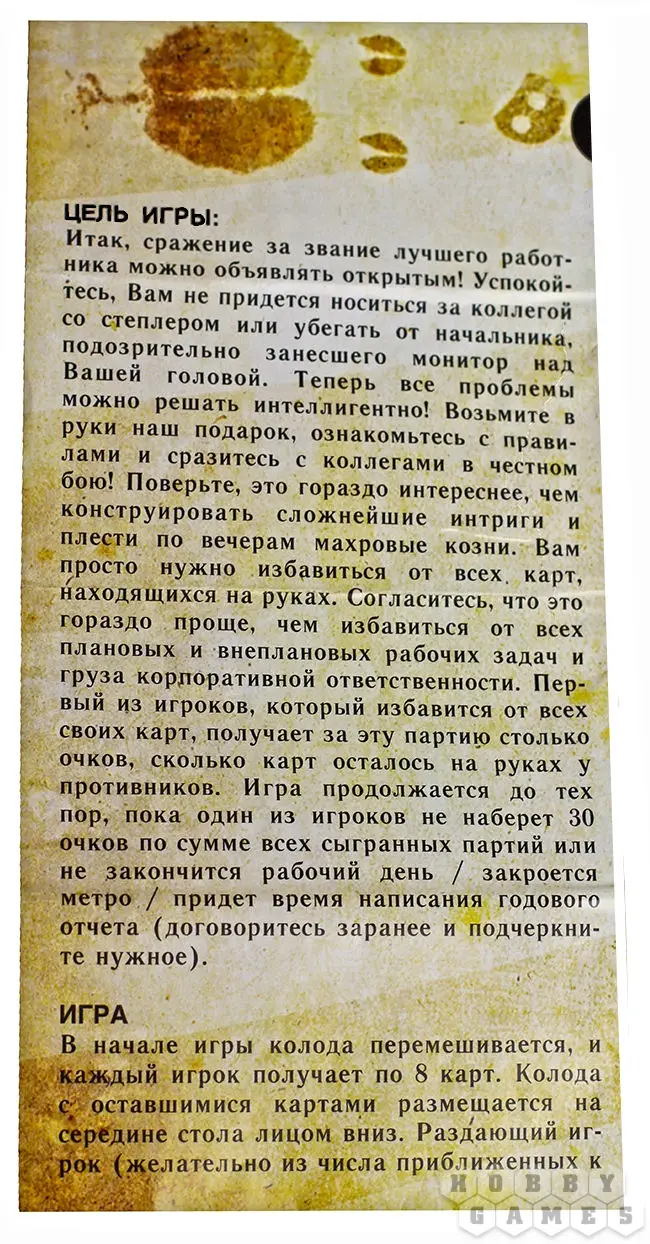 ЦЕЛЬ ИГРЫ:
Итак, сражение за звание лучшего работ-
ника можно объявлять открытым! Успокой-
тесь, Вам не придется носиться за коллегой
со степлером или убегать от начальника,
подозрительно занесшего монитор над
Вашей головой. Теперь все проблемы
можно решать интеллигентно! Возьмите в
руки наш подарок, ознакомьтесь с прави-
лами и сразитесь с коллегами в честном
бою! Поверьте, это гораздо интереснее, чем
конструировать сложнейшие интриги и
плести по вечерам махровые козни. Вам
просто нужно избавиться от всех карт,
находящихся на руках. Согласитесь, что это
гораздо проще, чем избавиться от всех
плановых и внеплановых рабочих задач и
груза корпоративной ответственности. Пер-
вый из игроков, который избавится от всех
своих карт, получает за эту партию столько
очков, сколько карт осталось на руках у
противников. Игра продолжается до тех
пор, пока один из игроков не наберет 30
очков по сумме всех сыгранных партий или
не закончится рабочий день / закроется
метро / придет время написания годового
отчета (договоритесь заранее и подчеркни-
те нужное).
ИГРА
В начале игры колода перемешивается, и
каждый игрок получает по 8 карт. Колода
с оставшимися картами размещается на
середине стола лицом вниз. Раздающий иг-
рок (желательно из числа приближенных к
HOBBY
GAMES